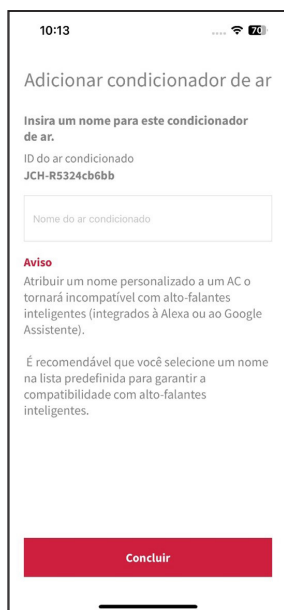 10:13
70
Adicionar condicionador de ar
Insira um nome para este condicionador
de ar.
ID do ar condicionado
JCH-R5324cb6bb
Nome do ar condicionado
Aviso
Atribuir um nome personalizado a um AC o
tornará incompatível com alto-falantes
inteligentes (integrados à Alexa ou ao Google
Assistente).
É recomendável que você selecione um nome
na lista predefinida para garantir a
compatibilidade com alto-falantes
inteligentes.
Concluir